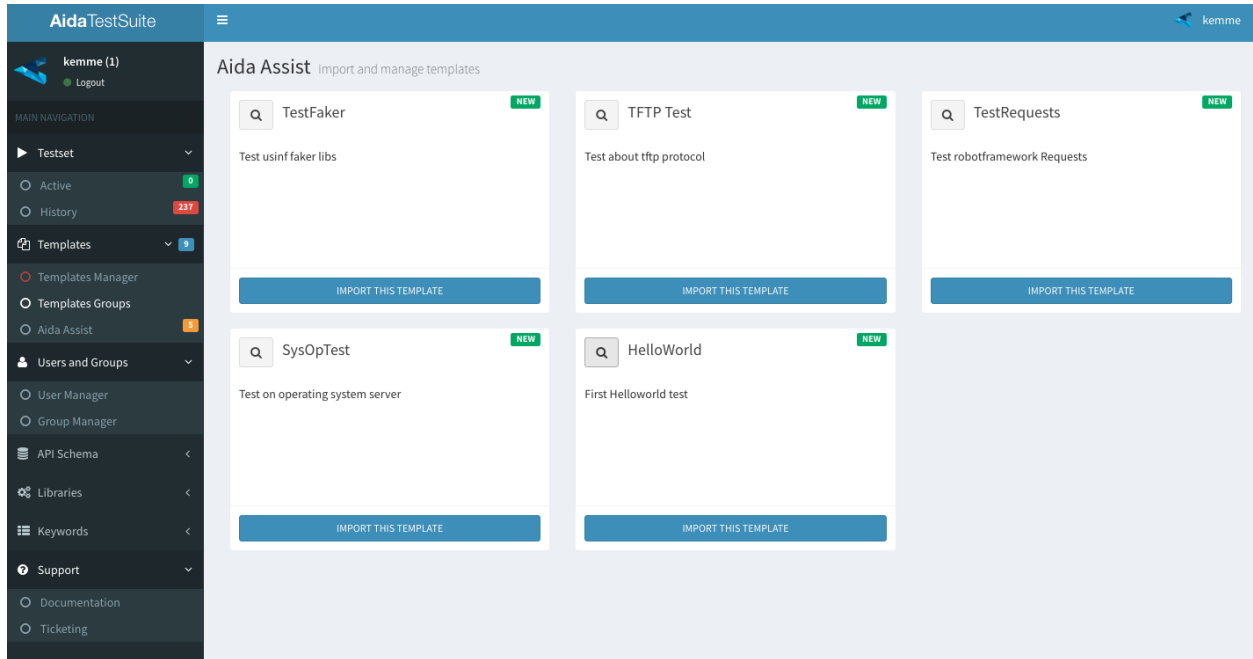 AidaTestSuite
kemme
kemme (1)
Logout
MAIN NAVIGATION
Testset
Active 0
History 237
Templates 9
Templates Manager
Templates Groups
Aida Assist 5
Users and Groups
User Manager
Group Manager
API Schema
Libraries
Keywords
Support
Documentation
Ticketing
Aida Assist import and manage templates
TestFaker NEW
Test usinf faker libs
IMPORT THIS TEMPLATE
TFTP Test NEW
Test about tftp protocol
IMPORT THIS TEMPLATE
TestRequests NEW
Test robotframework Requests
IMPORT THIS TEMPLATE
SysOpTest NEW
Test on operating system server
IMPORT THIS TEMPLATE
HelloWorld NEW
First Helloworld test
IMPORT THIS TEMPLATE